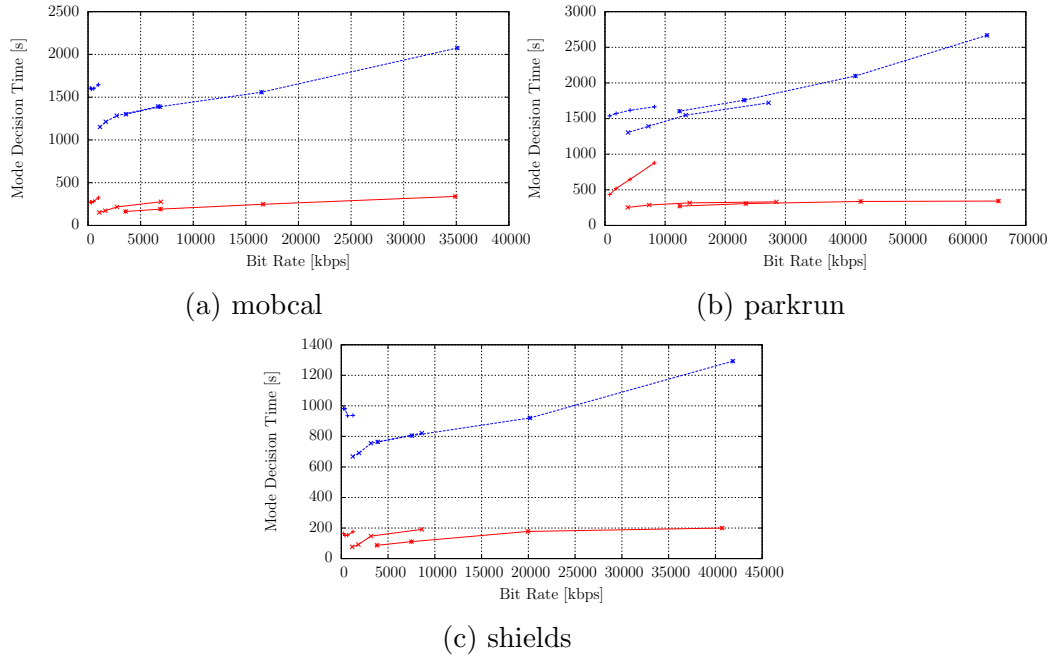 Mode Decision Time [s]
2500
2000
1500
1000
500
0
0 5000 10000 15000 20000 25000 30000 35000 40000
Bit Rate [kbps]
(a) mobcal
Mode Decision Time [s]
3000
2500
2000
1500
1000
500
0
0 10000 20000 30000 40000 50000 60000 70000
Bit Rate [kbps]
(b) parkrun
Mode Decision Time [s]
1400
1200
1000
800
600
400
200
0
0 5000 10000 15000 20000 25000 30000 35000 40000 45000
Bit Rate [kbps]
(c) shields